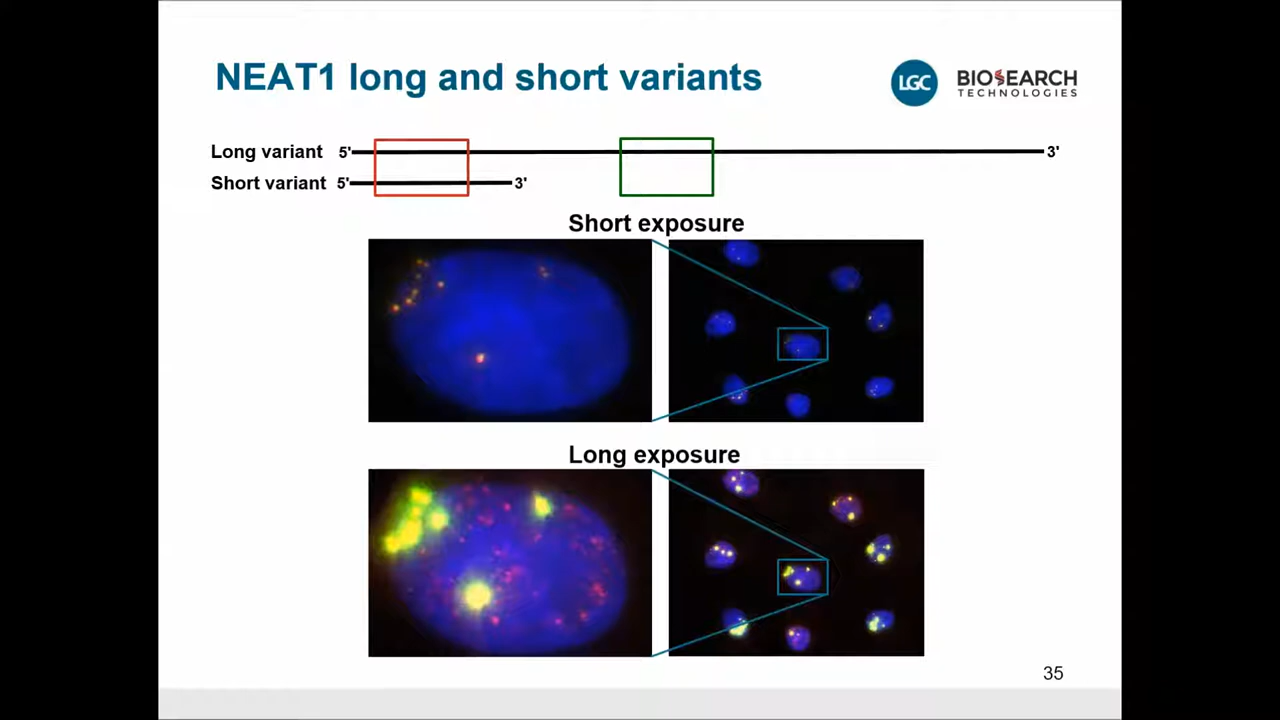 NEAT1 long and short variants
LGC
BIOSEARCH
TECHNOLOGIES
Long variant 5' 3'
Short variant 5' 3'
Short exposure
Long exposure
35